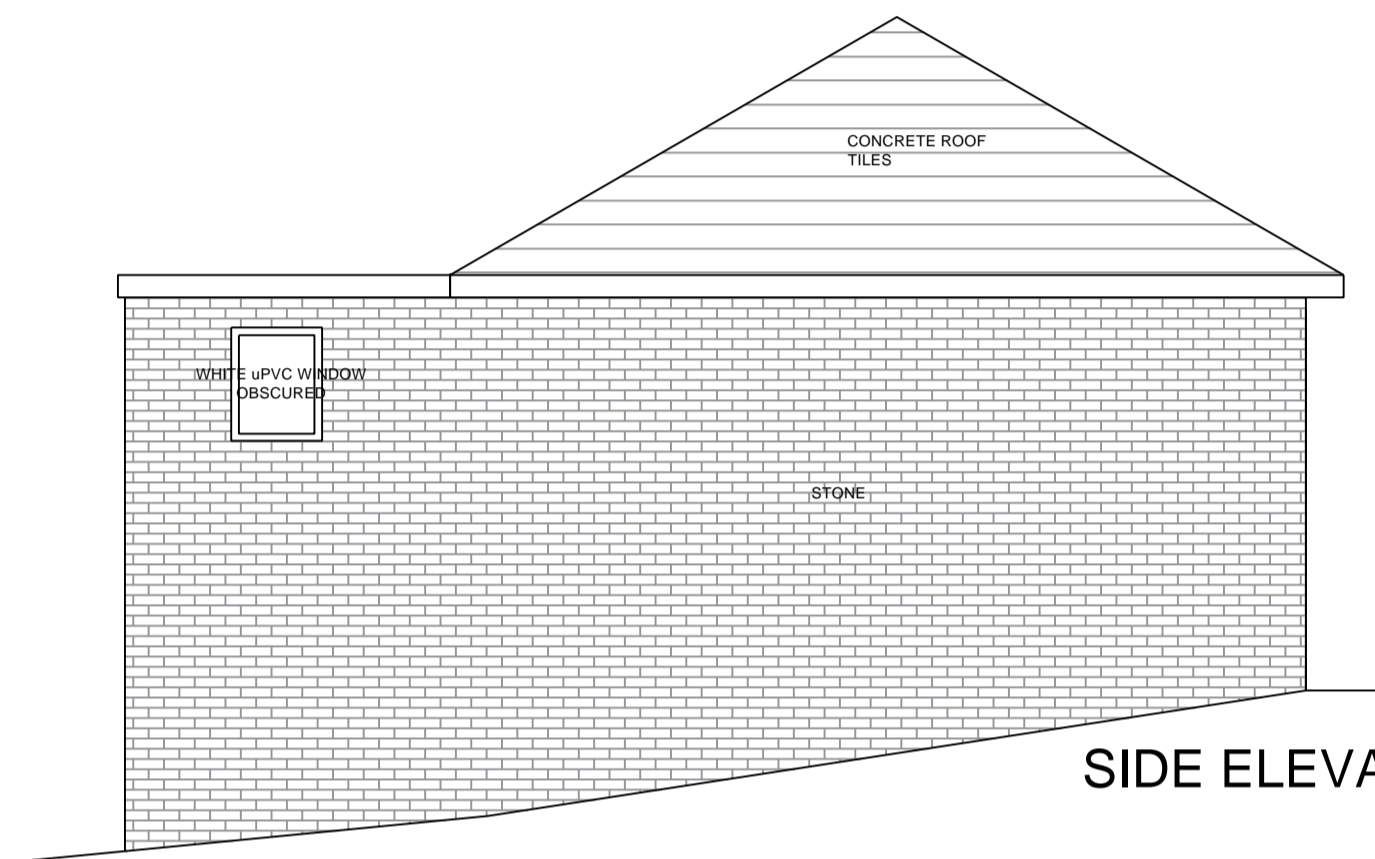 CONCRETE ROOF
TILES
WHITE uPVC WINDOW
OBSCURED
STONE
SIDE ELEVA